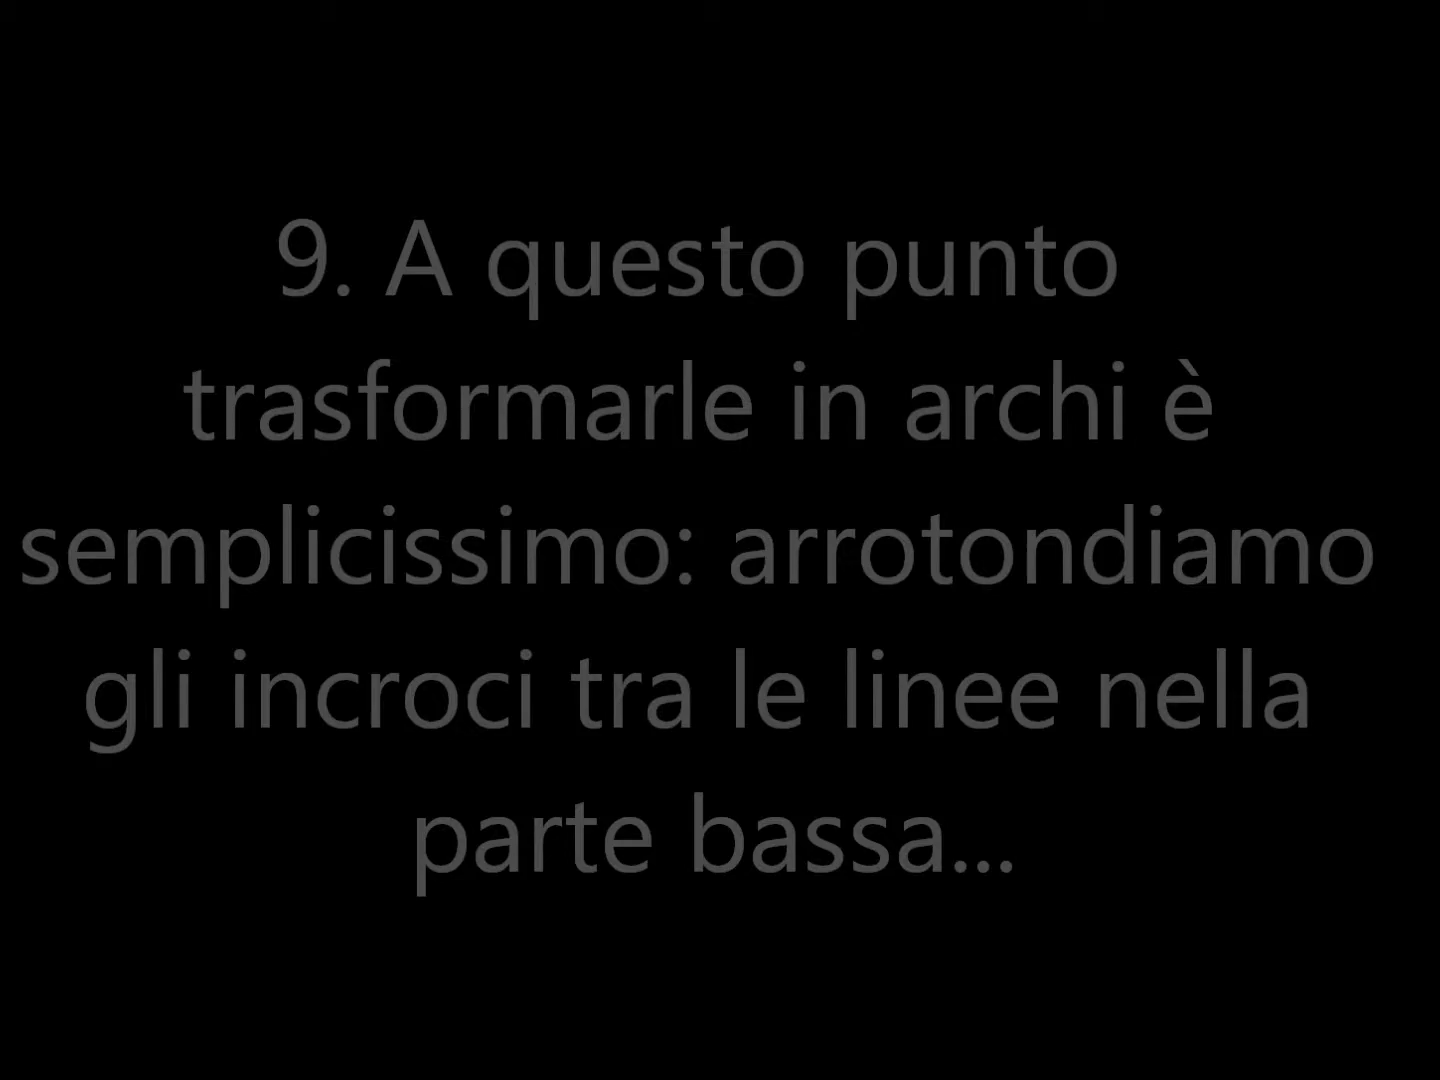 9. A questo punto
trasformarle in archi è
semplicissimo: arrotondiamo
gli incroci tra le linee nella
parte bassa...